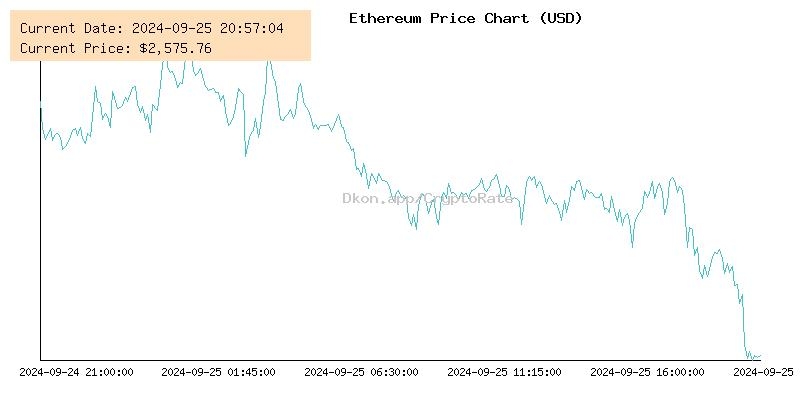 Ethereum Price Chart (USD)
Current Date: 2024-09-25 20:57:04
Current Price: $2,575.76
Dkon.app/CryptoRate
2024-09-24 21:00:00 2024-09-25 01:45:00 2024-09-25 06:30:00 2024-09-25 11:15:00 2024-09-25 16:00:00 2024-09-25